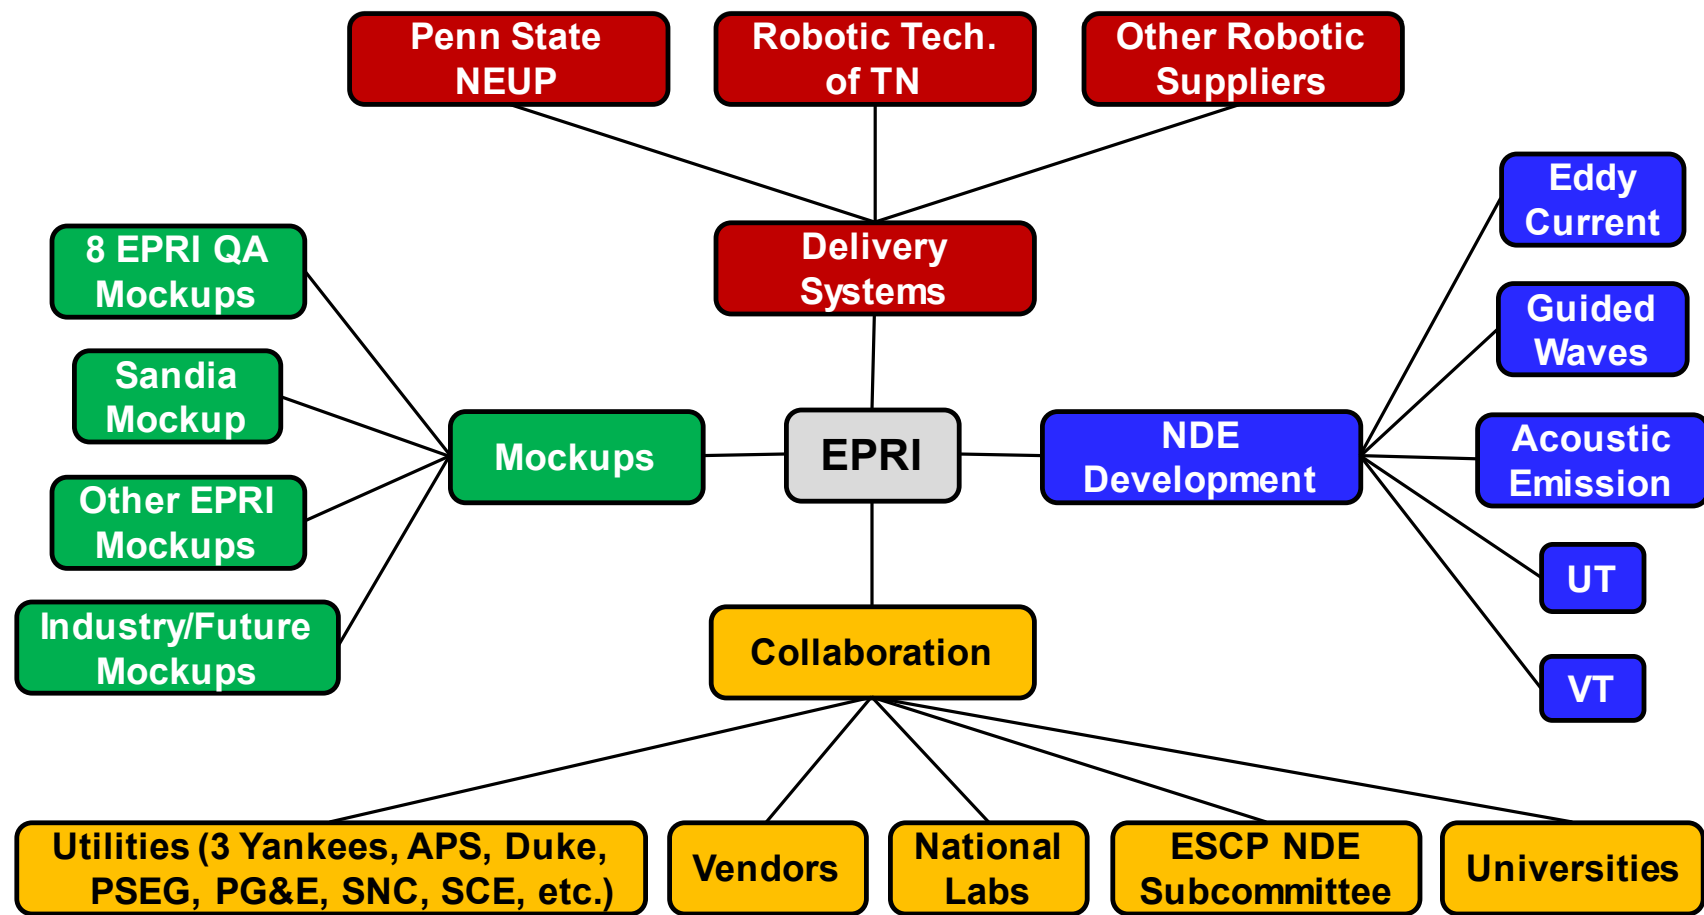 Penn State
NEUP
Robotic Tech.
of TN
Other Robotic
Suppliers
Delivery
Systems
8 EPRI QA
Mockups
Sandia
Mockup
Other EPRI
Mockups
Industry/Future
Mockups
Mockups
EPRI
NDE
Development
Eddy
Current
Guided
Waves
Acoustic
Emission
UT
VT
Collaboration
Utilities (3 Yankees, APS, Duke,
PSEG, PG&E, SNC, SCE, etc.)
Vendors
National
Labs
ESCP NDE
Subcommittee
Universities